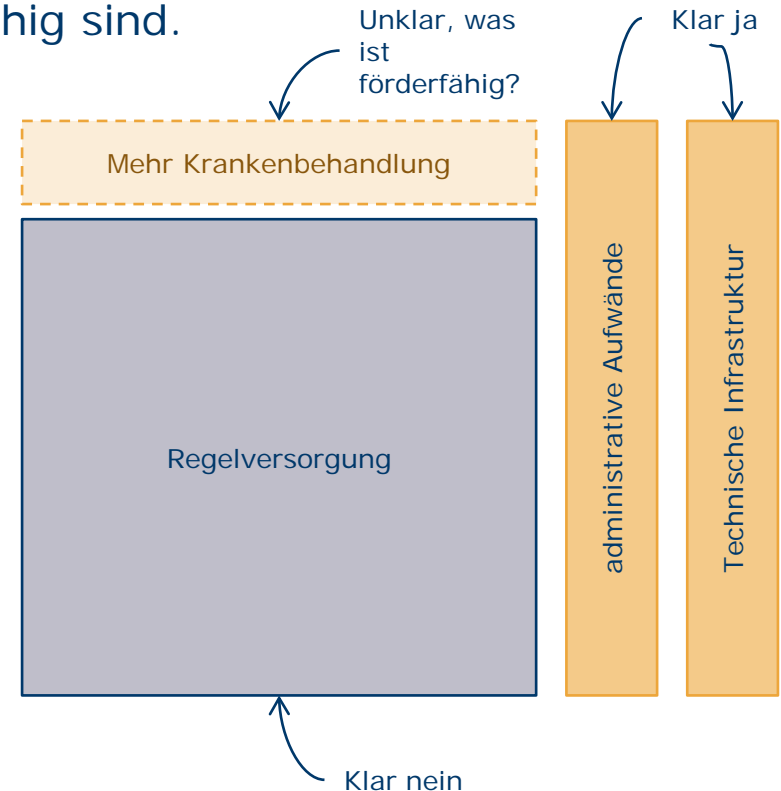 hig sind.
Unklar, was
ist
förderfähig?
Klar ja
Mehr Krankenbehandlung
Regelversorgung
administrative Aufwände
Technische Infrastruktur
Klar nein